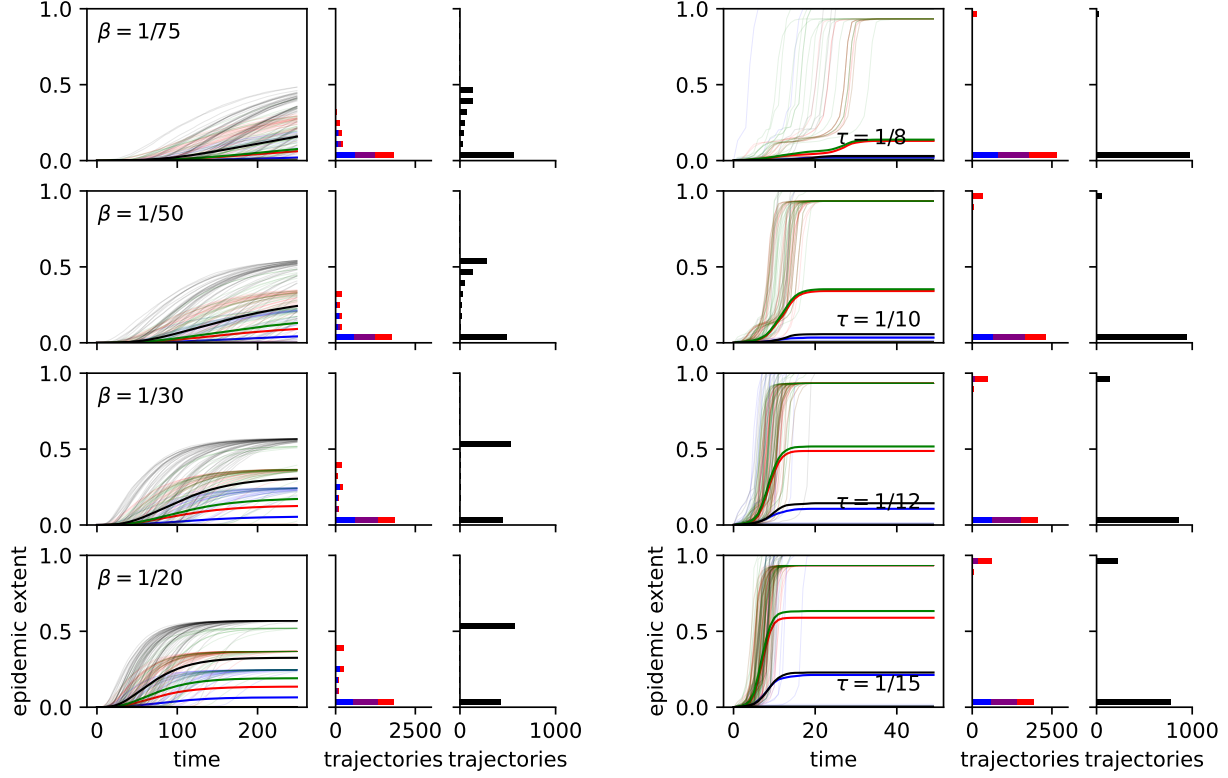 1.0
β = 1/75
0.5
0.0
1.0
τ = 1/8
0.5
0.0
1.0
β = 1/50
0.5
0.0
1.0
0.5
τ = 1/10
0.0
1.0
β = 1/30
0.5
0.0
1.0
0.5
τ = 1/12
0.0
1.0
β = 1/20
0.5
0.0
1.0
0.5
τ = 1/15
0.0
epidemic extent
epidemic extent
0 100 200 0 2500 0 1000
0 20 40 0 2500 0 1000
time trajectories trajectories
time trajectories trajectories